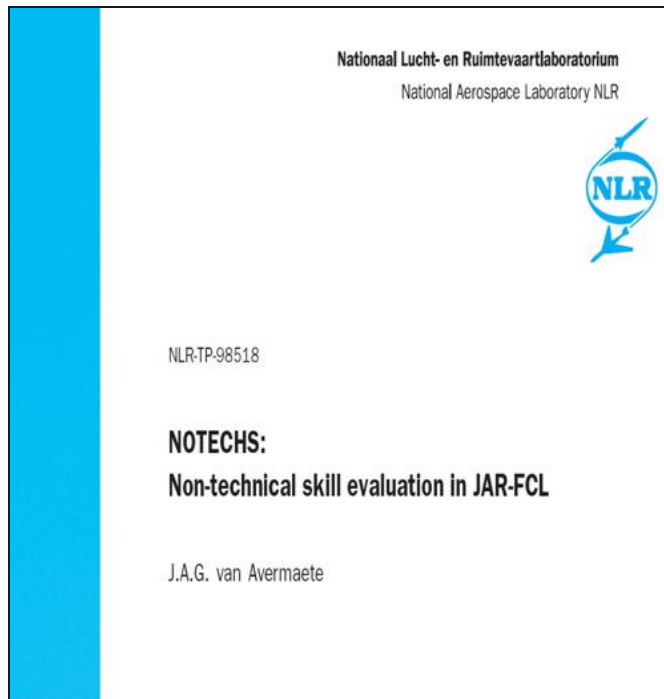 Nationaal Lucht- en Ruimtevaartlaboratorium
National Aerospace Laboratory NLR
NLR
NLR-TP-98518
NOTECHS:
Non-technical skill evaluation in JAR-FCL
J.A.G. van Avermaete